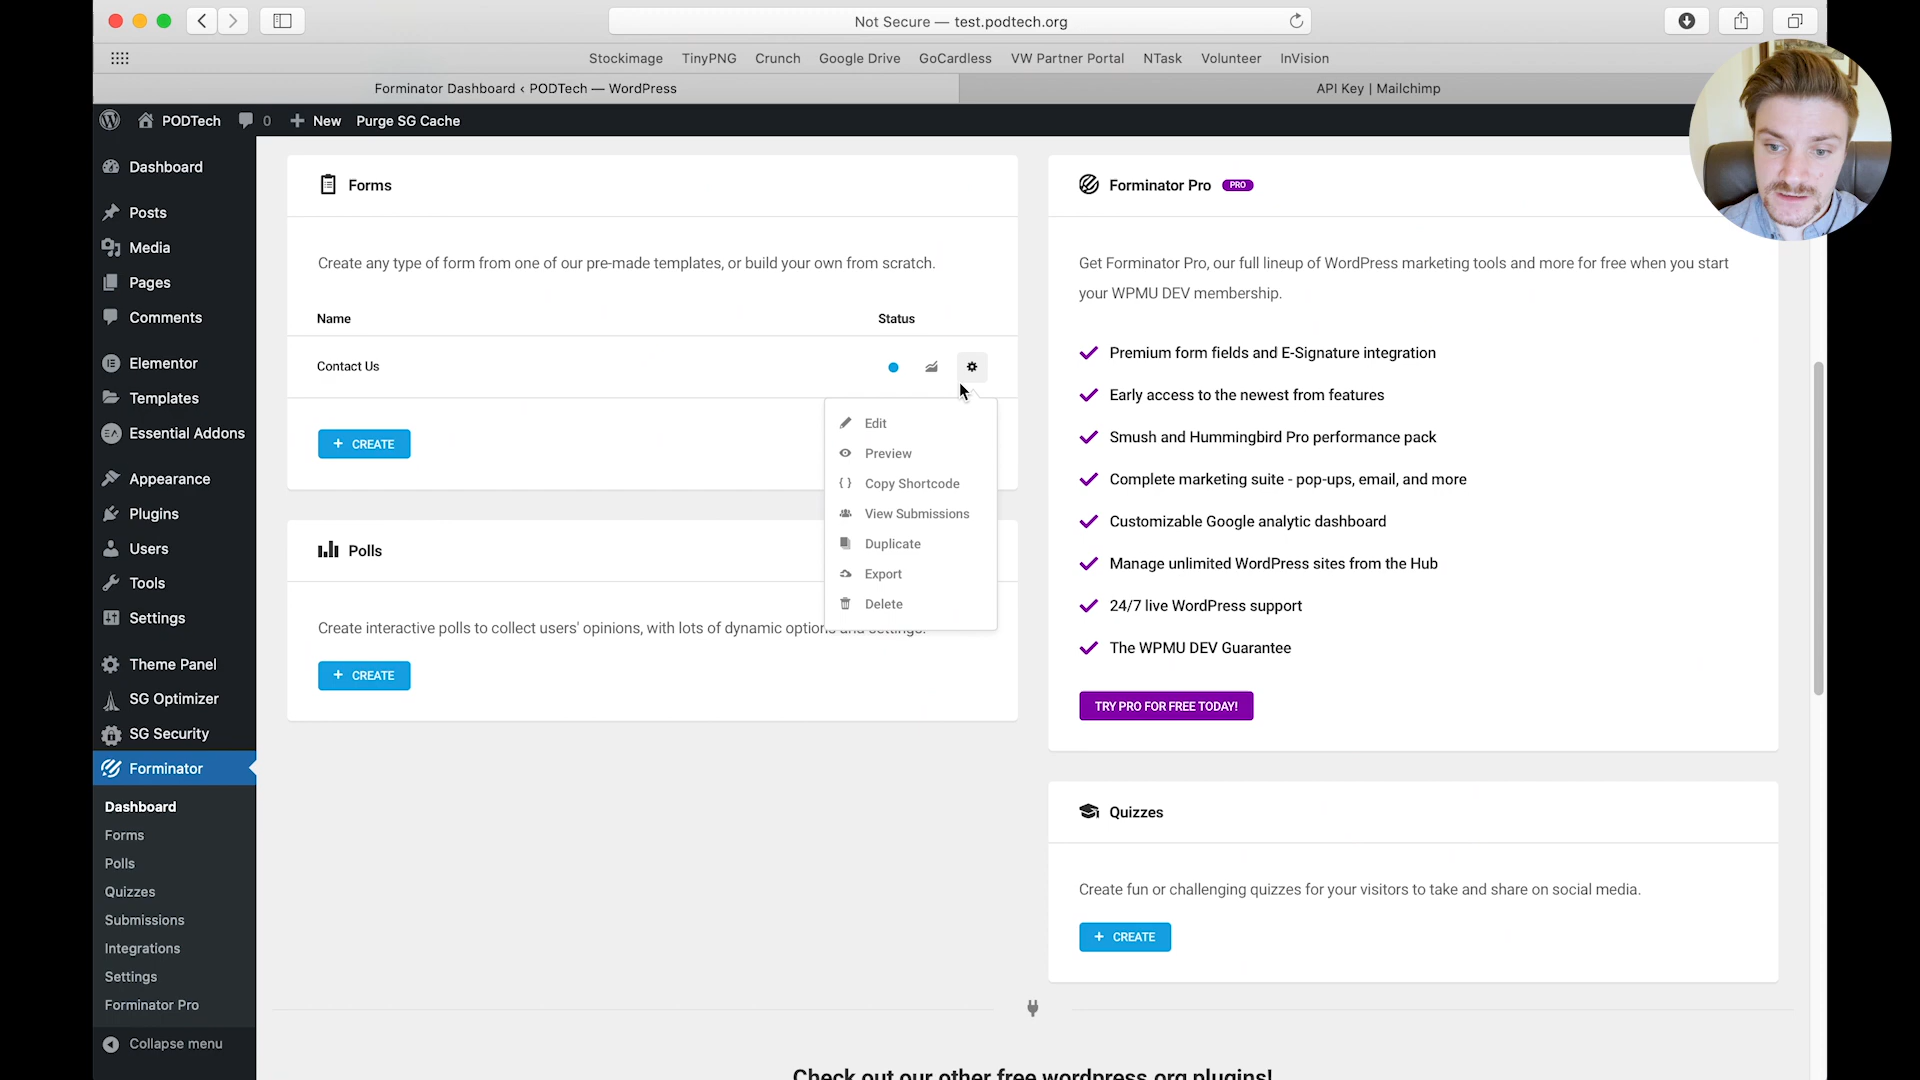 Not Secure — test.podtech.org
Stockimage TinyPNG Crunch Google Drive GoCardless VW Partner Portal NTask Volunteer InVision
Forminator Dashboard ‹ PODTech — WordPress
API Key | Mailchimp
PODTech 0 New Purge SG Cache
Dashboard
Posts
Media
Pages
Comments
Elementor
Templates
Essential Addons
Appearance
Plugins
Users
Tools
Settings
Theme Panel
SG Optimizer
SG Security
Forminator
Dashboard
Forms
Polls
Quizzes
Submissions
Integrations
Settings
Forminator Pro
Collapse menu
Forms
Create any type of form from one of our pre-made templates, or build your own from scratch.
Name Status
Contact Us
+ CREATE
Edit
Preview
Copy Shortcode
View Submissions
Duplicate
Export
Delete
Polls
Create interactive polls to collect users' opinions, with lots of dynamic options and settings.
+ CREATE
Forminator Pro PRO
Get Forminator Pro, our full lineup of WordPress marketing tools and more for free when you start
your WPMU DEV membership.
Premium form fields and E-Signature integration
Early access to the newest from features
Smush and Hummingbird Pro performance pack
Complete marketing suite - pop-ups, email, and more
Customizable Google analytic dashboard
Manage unlimited WordPress sites from the Hub
24/7 live WordPress support
The WPMU DEV Guarantee
TRY PRO FOR FREE TODAY!
Quizzes
Create fun or challenging quizzes for your visitors to take and share on social media.
+ CREATE
Check out our other free wordpress.org plugins!